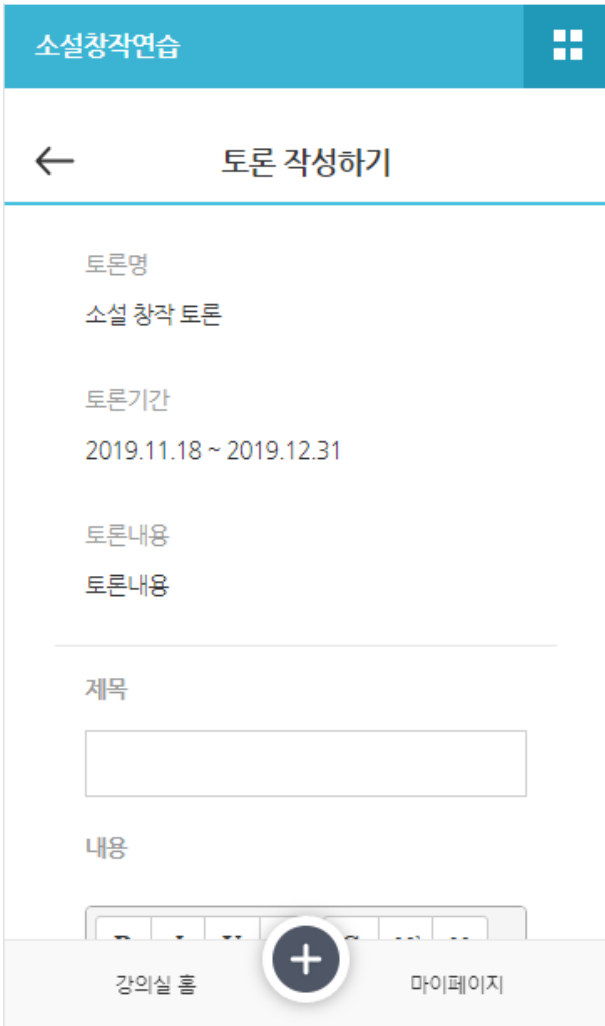 소설창작연습
토론 작성하기
토론명
소설 창작 토론
토론기간
2019.11.18 ~ 2019.12.31
토론내용
토론내용
제목
내용
강의실 홈
마이페이지